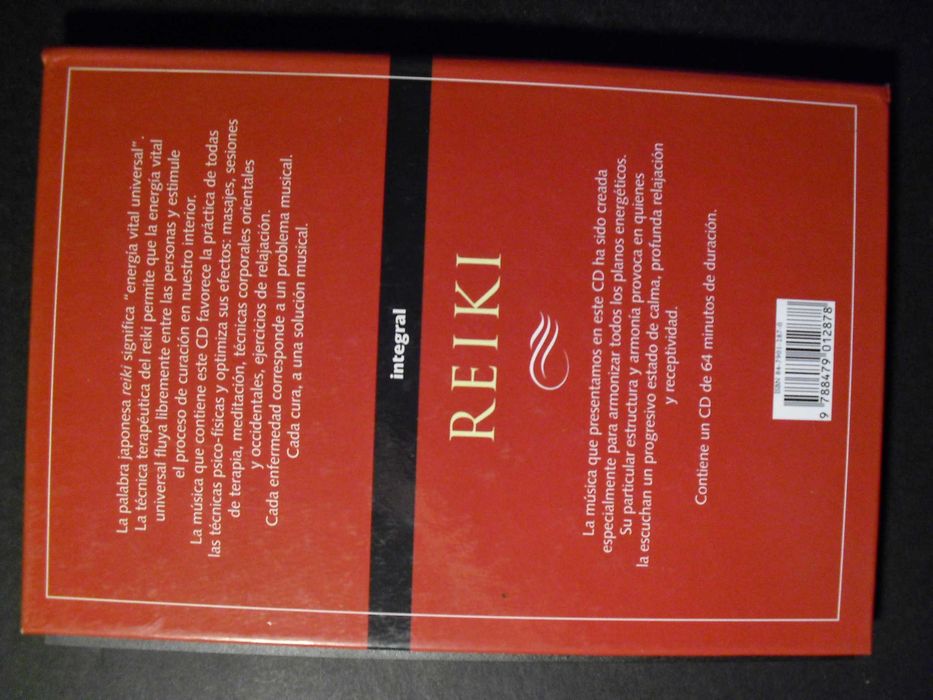 La palabra japonesa reiki significa "energía vital universal".
La técnica terapéutica del reiki permite que la energía vital
universal fluya libremente entre las personas y estimule
el proceso de curación en nuestro interior.
La música que contiene este CD favorece la práctica de todas
las técnicas psico-físicas y optimiza sus efectos: masajes, sesiones
de terapia, meditación, técnicas corporales orientales
y occidentales, ejercicios de relajación.
Cada enfermedad corresponde a un problema musical.
Cada cura, a una solución musical.
integral
REIKI
La música que presentamos en este CD ha sido creada
especialmente para armonizar todos los planos energéticos.
Su particular estructura y armonía provoca en quienes
la escuchan un progresivo estado de calma, profunda relajación
y receptividad.
Contiene un CD de 64 minutos de duración.
ISBN 84-7901-287-0
9 788479 012878